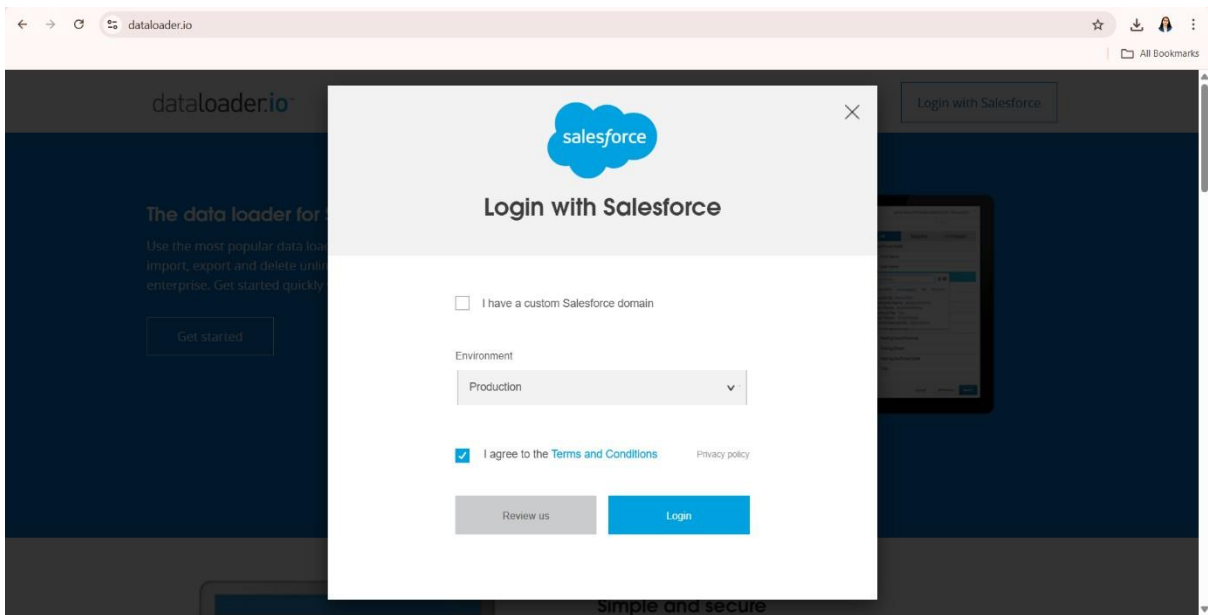 dataloader.io
All Bookmarks
dataloader.io
Login with Salesforce
salesforce
Login with Salesforce
The data loader for
Use the most popular data loa
import, export and delete unlin
enterprise. Get started quickly
Get started
I have a custom Salesforce domain
Environment
Production
I agree to the Terms and Conditions
Privacy policy
Review us
Login
Simple and secure